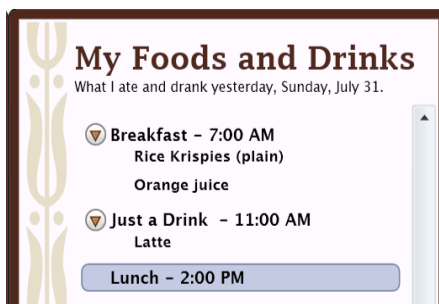 My Foods and Drinks
What I ate and drank yesterday, Sunday, July 31.
Breakfast – 7:00 AM
Rice Krispies (plain)
Orange juice
Just a Drink – 11:00 AM
Latte
Lunch – 2:00 PM